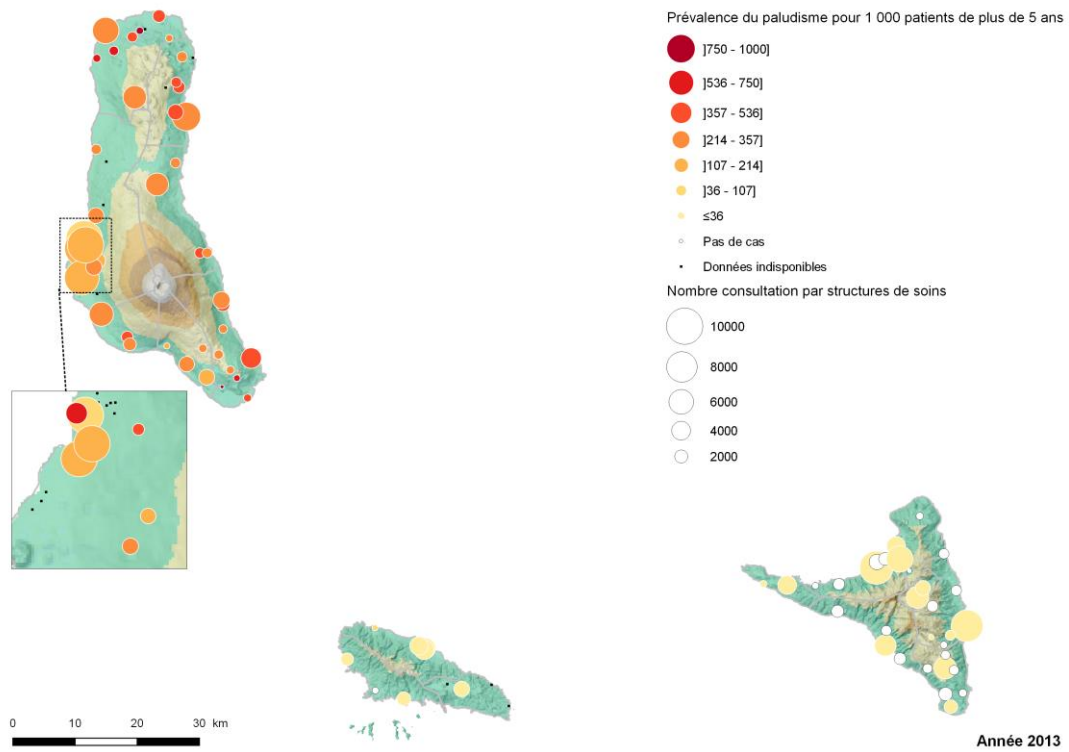 Prévalence du paludisme pour 1 000 patients de plus de 5 ans
]750 - 1000]
]536 - 750]
]357 - 536]
]214 - 357]
]107 - 214]
]36 - 107]
≤36
Pas de cas
Données indisponibles
Nombre consultation par structures de soins
10000
8000
6000
4000
2000
0 10 20 30 km
Année 2013